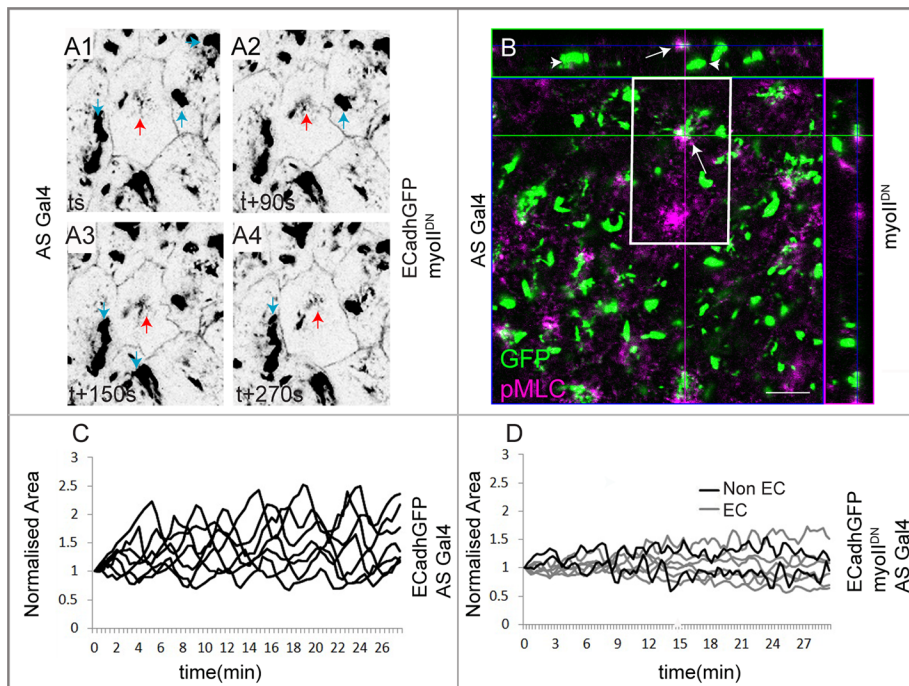 A1
A2
ts
t+90s
A3
A4
t+150s
t+270s
AS Gal4
ECadhGFP
myoII^DN
B
GFP
pMLC
AS Gal4
myoII^DN
C
Normalised Area
3
2.5
2
1.5
1
0.5
0 2 4 6 8 10 12 14 16 18 20 22 24 26
time(min)
ECadhGFP
AS Gal4
D
Normalised Area
3
2.5
2
1.5
1
0.5
0
0 3 6 9 12 15 18 21 24 27
time(min)
Non EC
EC
ECadhGFP
myoII^DN
AS Gal4